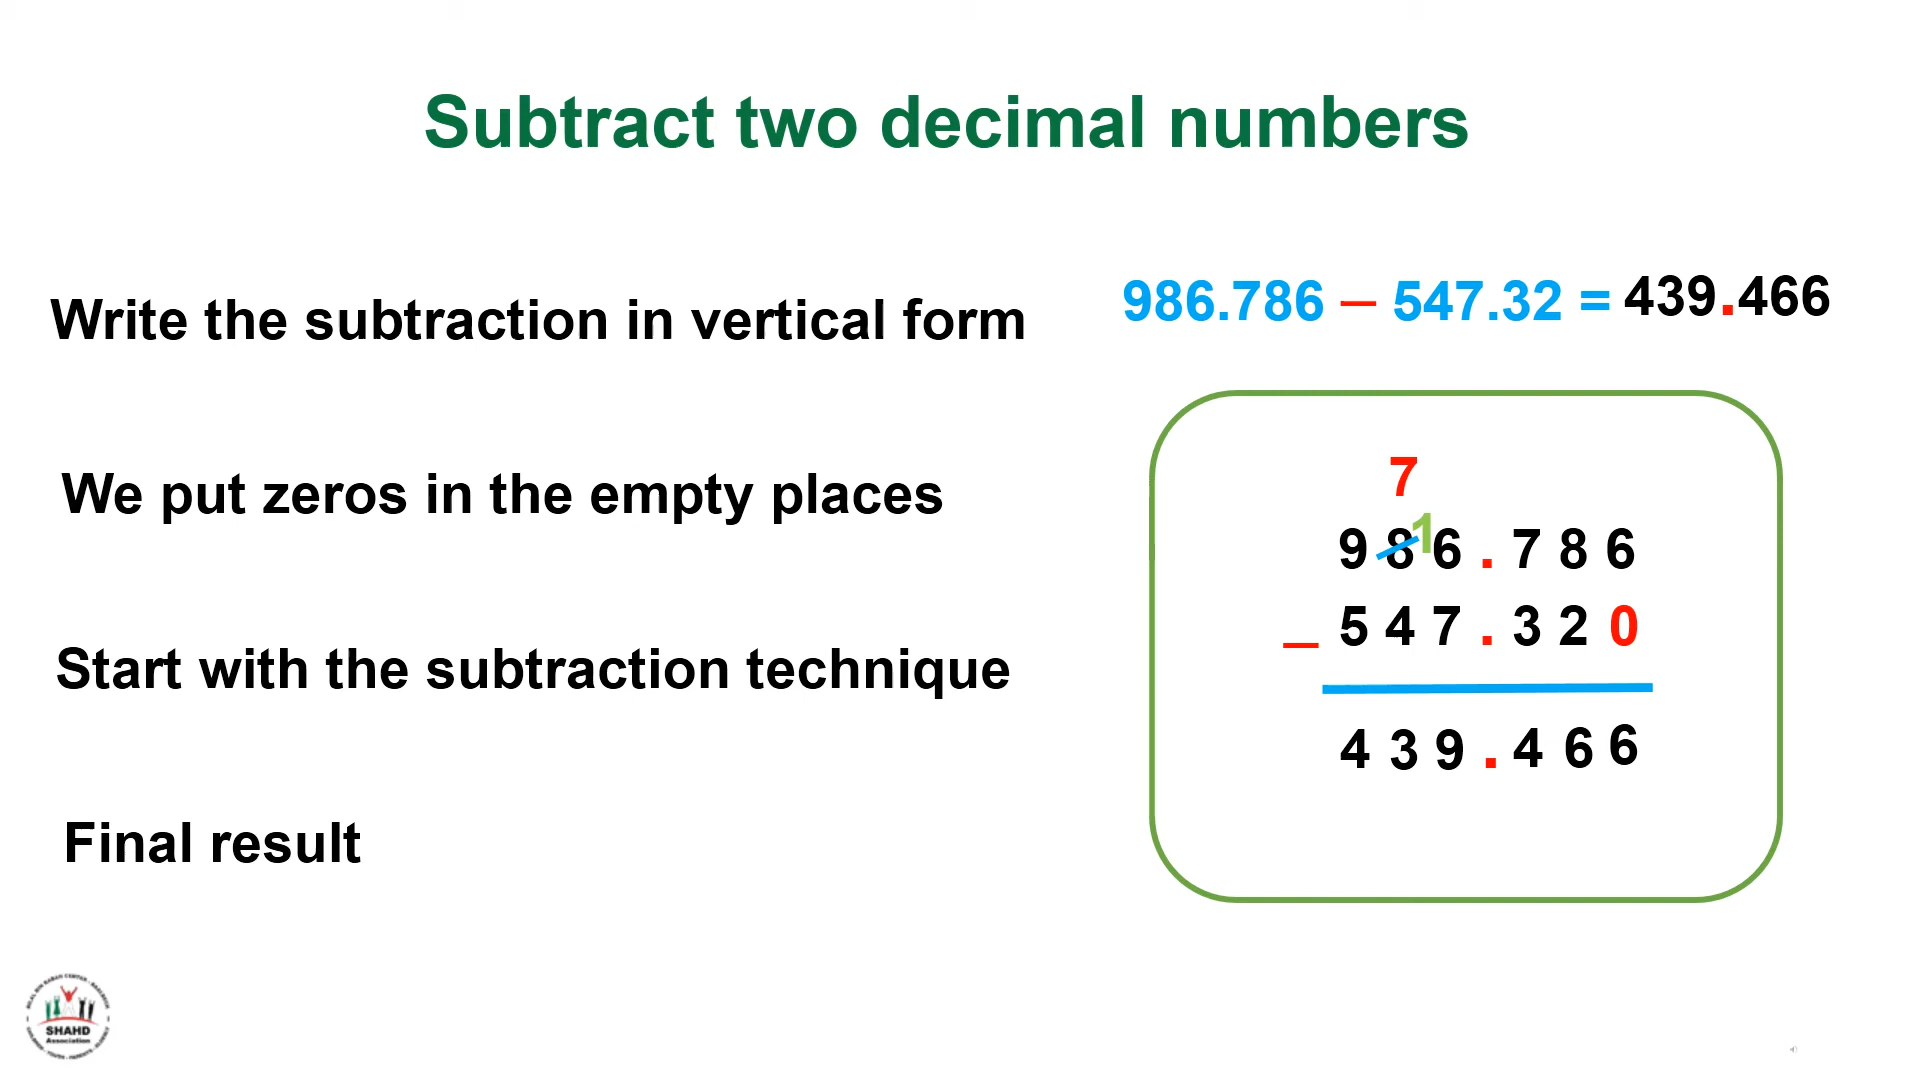 Subtract two decimal numbers
Write the subtraction in vertical form
986.786 – 547.32 = 439.466
We put zeros in the empty places
Start with the subtraction technique
Final result
7
1
9 8 6 . 7 8 6
– 5 4 7 . 3 2 0
4 3 9 . 4 6 6
SHAHD
Association